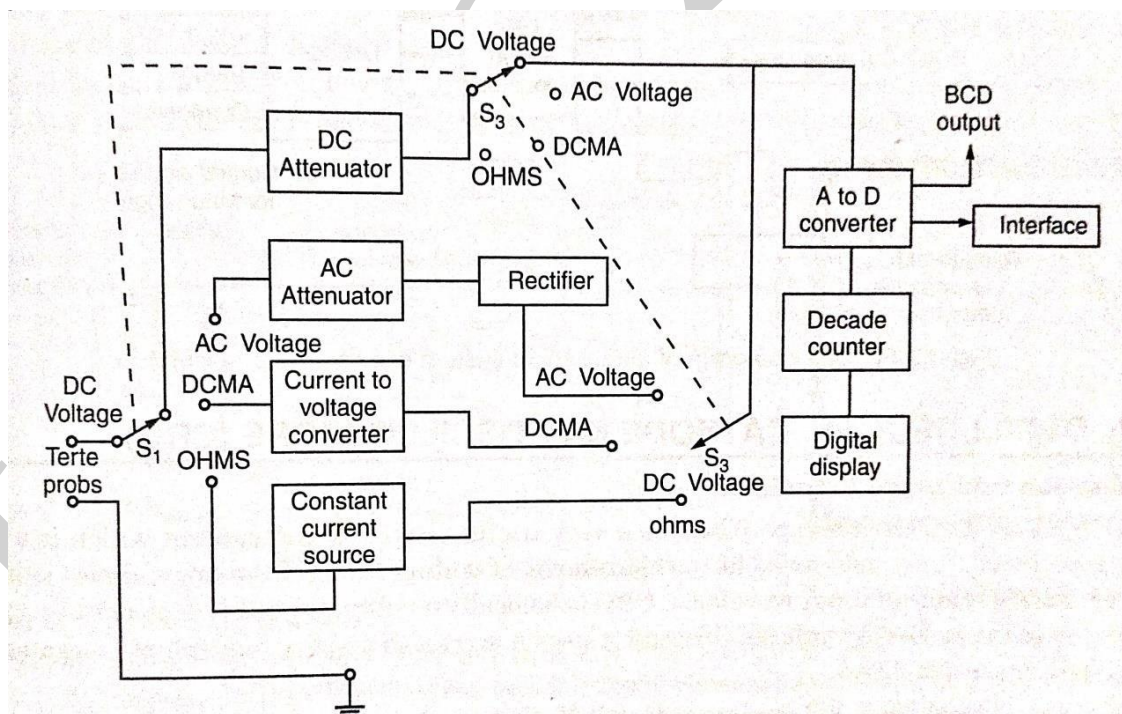 DC Voltage
S3
AC Voltage
DCMA
OHMS
BCD
output
DC
Attenuator
A to D
converter
Interface
AC
Attenuator
Rectifier
Decade
counter
AC Voltage
DC
Voltage
DCMA
Current to
voltage
converter
AC Voltage
DCMA
S1
OHMS
Terte
probs
S3
DC Voltage
ohms
Digital
display
Constant
current
source